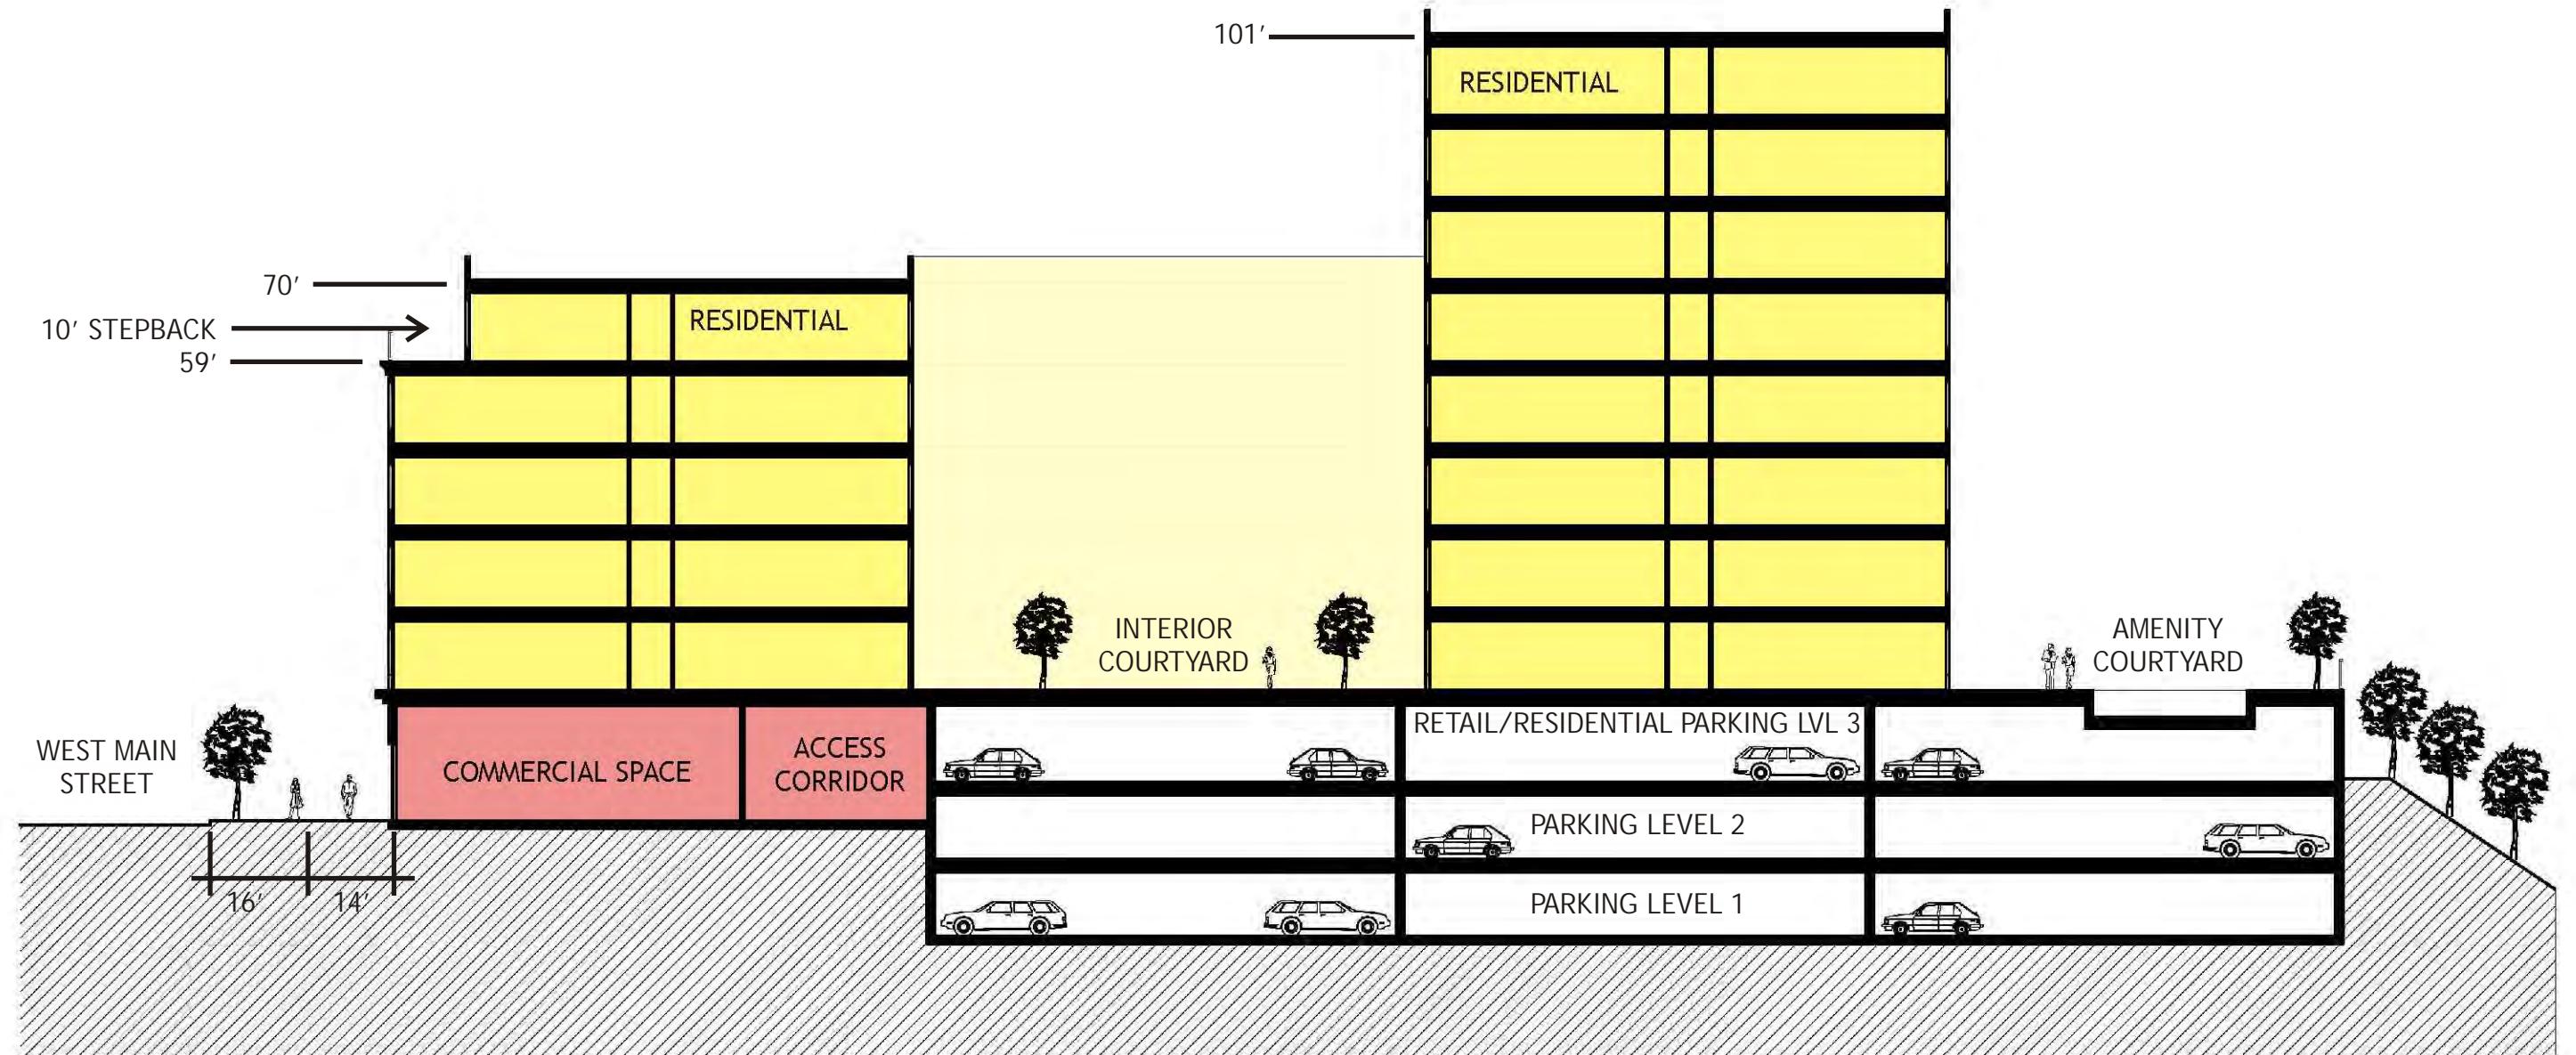 101′
RESIDENTIAL
70′
RESIDENTIAL
10′ STEPBACK
59′
INTERIOR
COURTYARD
AMENITY
COURTYARD
WEST MAIN
STREET
COMMERCIAL SPACE
ACCESS
CORRIDOR
RETAIL/RESIDENTIAL PARKING LVL 3
PARKING LEVEL 2
16′
14′
PARKING LEVEL 1